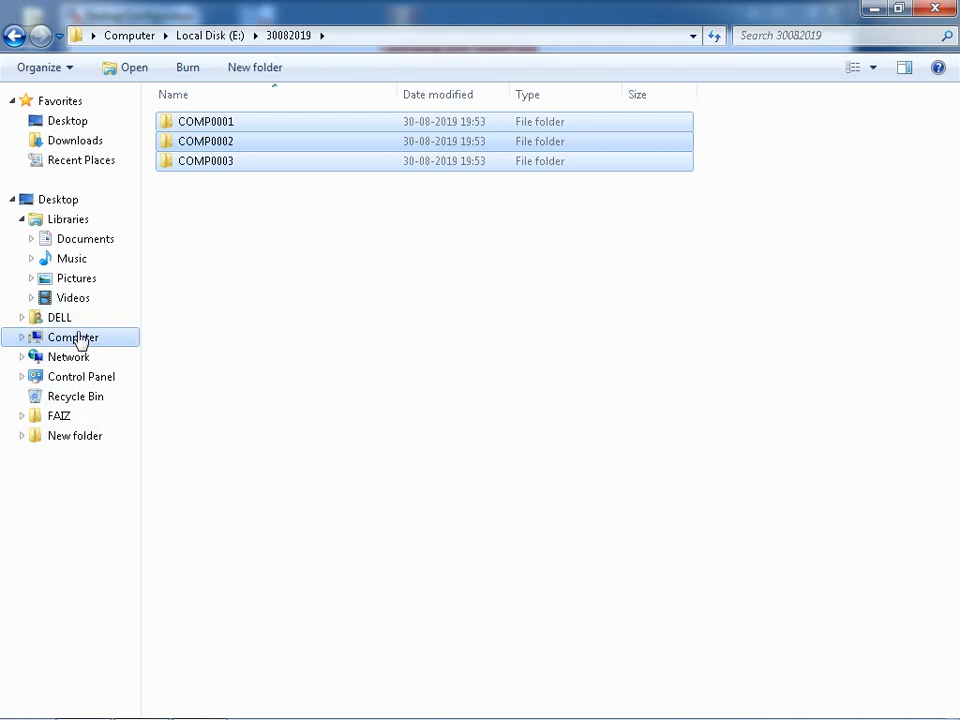 Computer Local Disk (E:) 30082019 Search 30082019
Organize Open Burn New folder
Name Date modified Type Size
COMP0001 30-08-2019 19:53 File folder
COMP0002 30-08-2019 19:53 File folder
COMP0003 30-08-2019 19:53 File folder
Favorites
Desktop
Downloads
Recent Places
Desktop
Libraries
Documents
Music
Pictures
Videos
DELL
Computer
Network
Control Panel
Recycle Bin
FAIZ
New folder